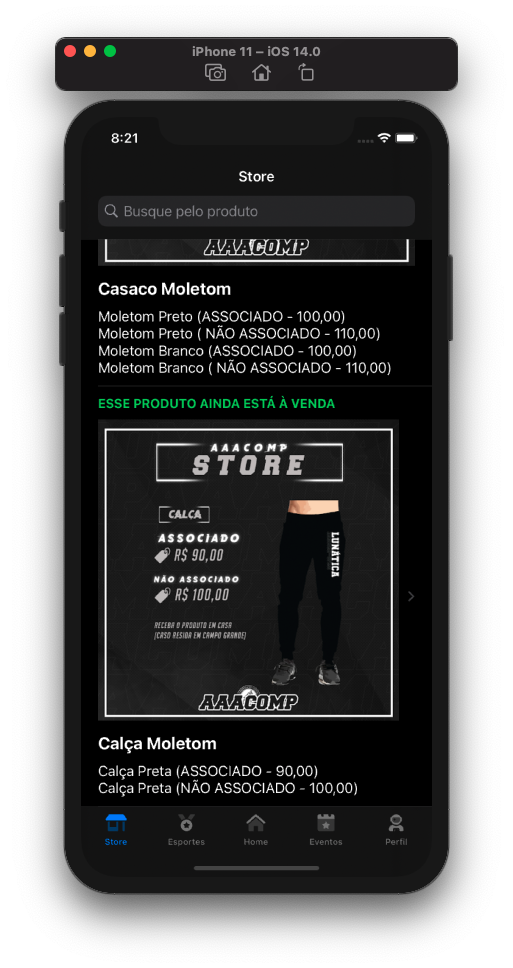 iPhone 11 – iOS 14.0
8:21
Store
Busque pelo produto
AAACOMP
Casaco Moletom
Moletom Preto (ASSOCIADO - 100,00)
Moletom Preto ( NÃO ASSOCIADO - 110,00)
Moletom Branco (ASSOCIADO - 100,00)
Moletom Branco ( NÃO ASSOCIADO - 110,00)
ESSE PRODUTO AINDA ESTÁ À VENDA
AAACOMP
STORE
CALÇA
ASSOCIADO
R$ 90,00
NÃO ASSOCIADO
R$ 100,00
RECEBA O PRODUTO EM CASA
(CASO RESIDA EM CAMPO GRANDE)
LUNÁTICA
AAACOMP
Calça Moletom
Calça Preta (ASSOCIADO - 90,00)
Calça Preta (NÃO ASSOCIADO - 100,00)
Store Esportes Home Eventos Perfil